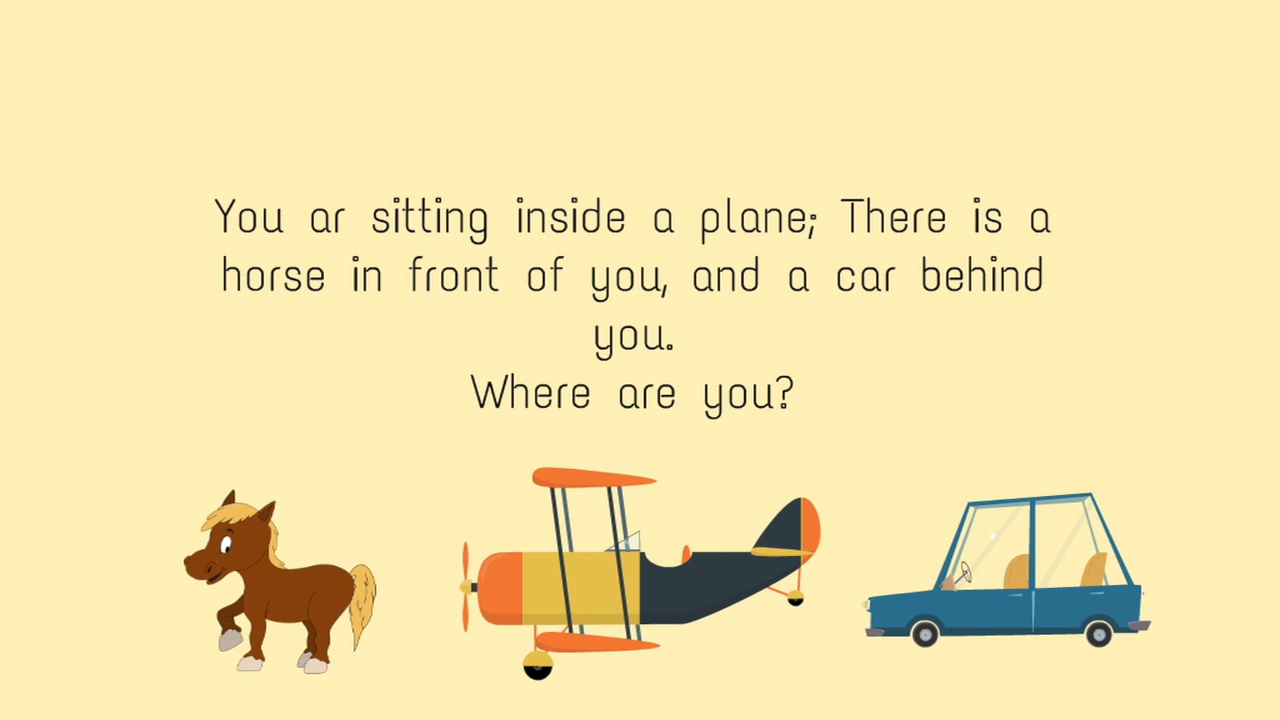 You ar sitting inside a plane; There is a
horse in front of you, and a car behind
you.
Where are you?